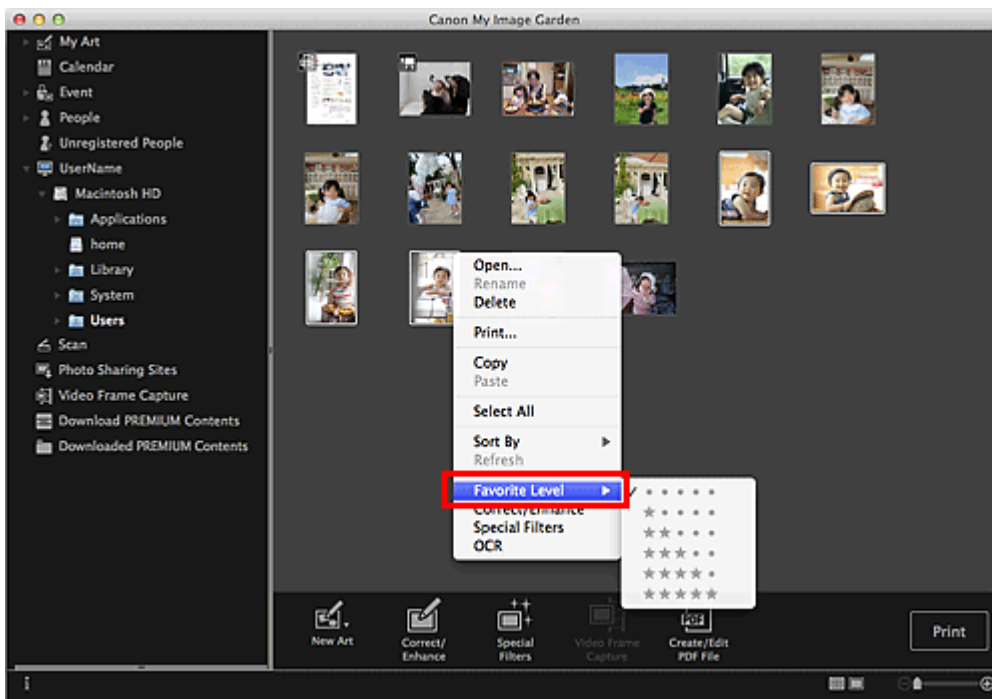 Canon My Image Garden
My Art
Calendar
Event
People
Unregistered People
UserName
Macintosh HD
Applications
home
Library
System
Users
Scan
Photo Sharing Sites
Video Frame Capture
Download PREMIUM Contents
Downloaded PREMIUM Contents
Open...
Rename
Delete
Print...
Copy
Paste
Select All
Sort By
Refresh
Favorite Level
Correct/Enhance
Special Filters
OCR
New Art
Correct/
Enhance
Special
Filters
Video Frame
Capture
PDF
Create/Edit
PDF File
Print